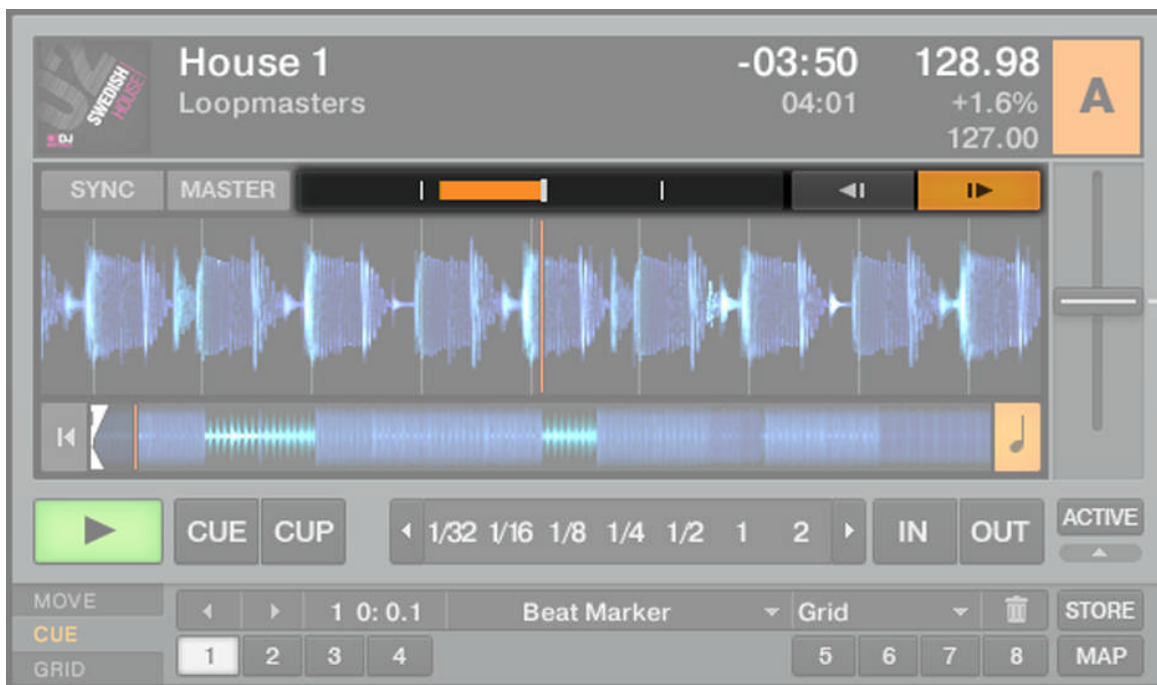 02
SWEDISH
HOUSE
DJ
House 1
Loopmasters
-03:50
04:01
128.98
+1.6%
127.00
A
SYNC MASTER
CUE CUP 1/32 1/16 1/8 1/4 1/2 1 2 IN OUT ACTIVE
MOVE
CUE
GRID
1 0: 0.1 Beat Marker Grid STORE
1 2 3 4 5 6 7 8 MAP